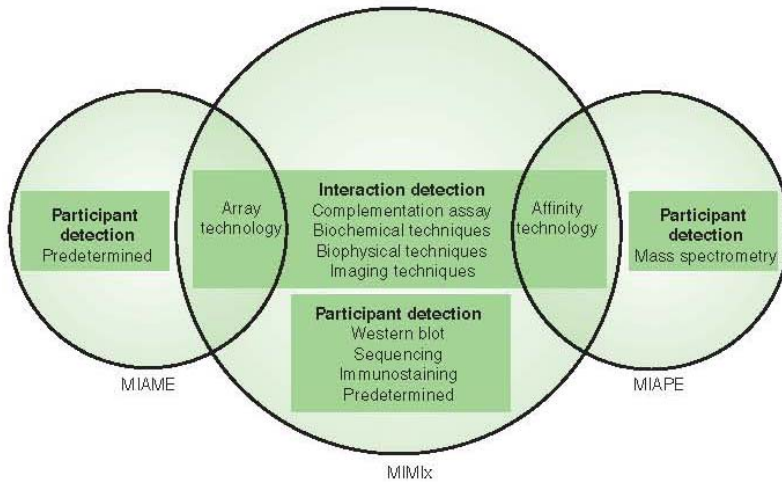 Participant
detection
Predetermined
Array
technology
Interaction detection
Complementation assay
Biochemical techniques
Biophysical techniques
Imaging techniques
Affinity
technology
Participant
detection
Mass spectrometry
Participant detection
Western blot
Sequencing
Immunostaining
Predetermined
MIAME
MIAPE
MIMIx